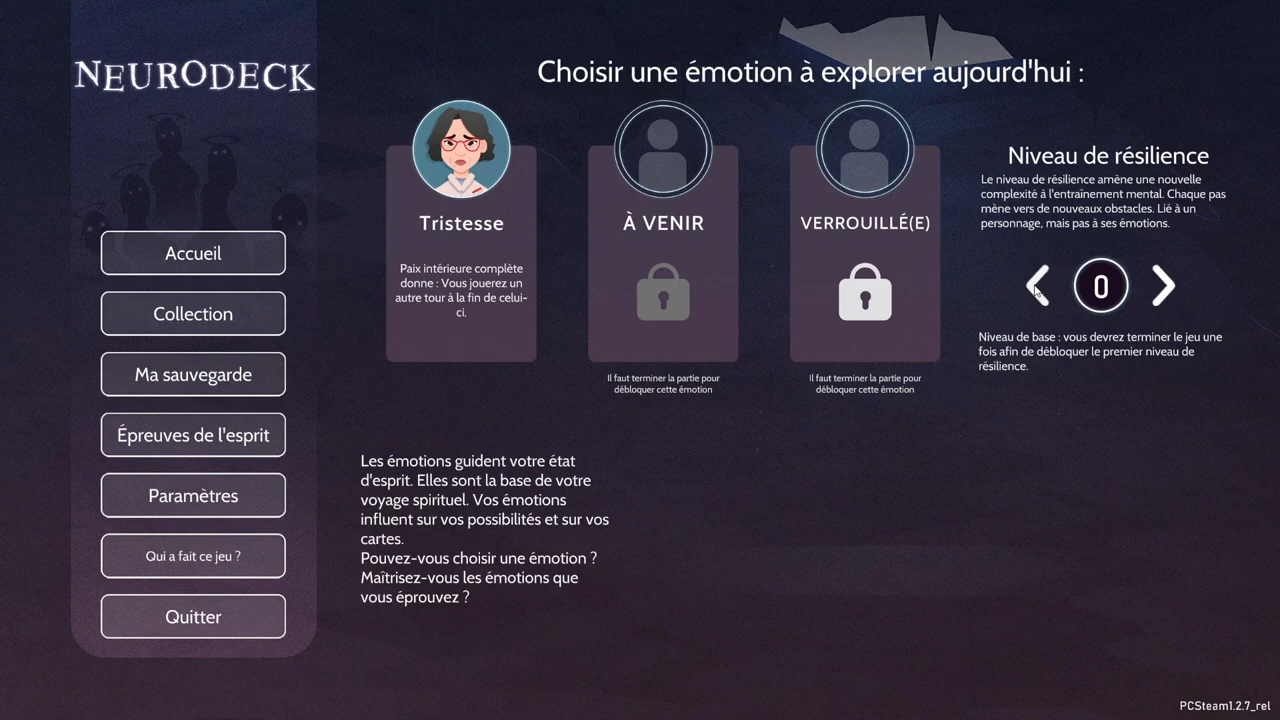 NEURODECK
Accueil
Collection
Ma sauvegarde
Épreuves de l'esprit
Paramètres
Qui a fait ce jeu ?
Quitter
Choisir une émotion à explorer aujourd'hui :
Tristesse
Paix intérieure complète
donne : Vous jouerez un
autre tour à la fin de celui-
ci.
À VENIR
Il faut terminer la partie pour
débloquer cette émotion
VERROUILLÉ(E)
Il faut terminer la partie pour
débloquer cette émotion
Niveau de résilience
Le niveau de résilience amène une nouvelle
complexité à l'entraînement mental. Chaque pas
mène vers de nouveaux obstacles. Lié à un
personnage, mais pas à ses émotions.
0
Niveau de base : vous devrez terminer le jeu une
fois afin de débloquer le premier niveau de
résilience.
Les émotions guident votre état
d'esprit. Elles sont la base de votre
voyage spirituel. Vos émotions
influent sur vos possibilités et sur vos
cartes.
Pouvez-vous choisir une émotion ?
Maîtrisez-vous les émotions que
vous éprouvez ?
PCSteam1.2.7_rel